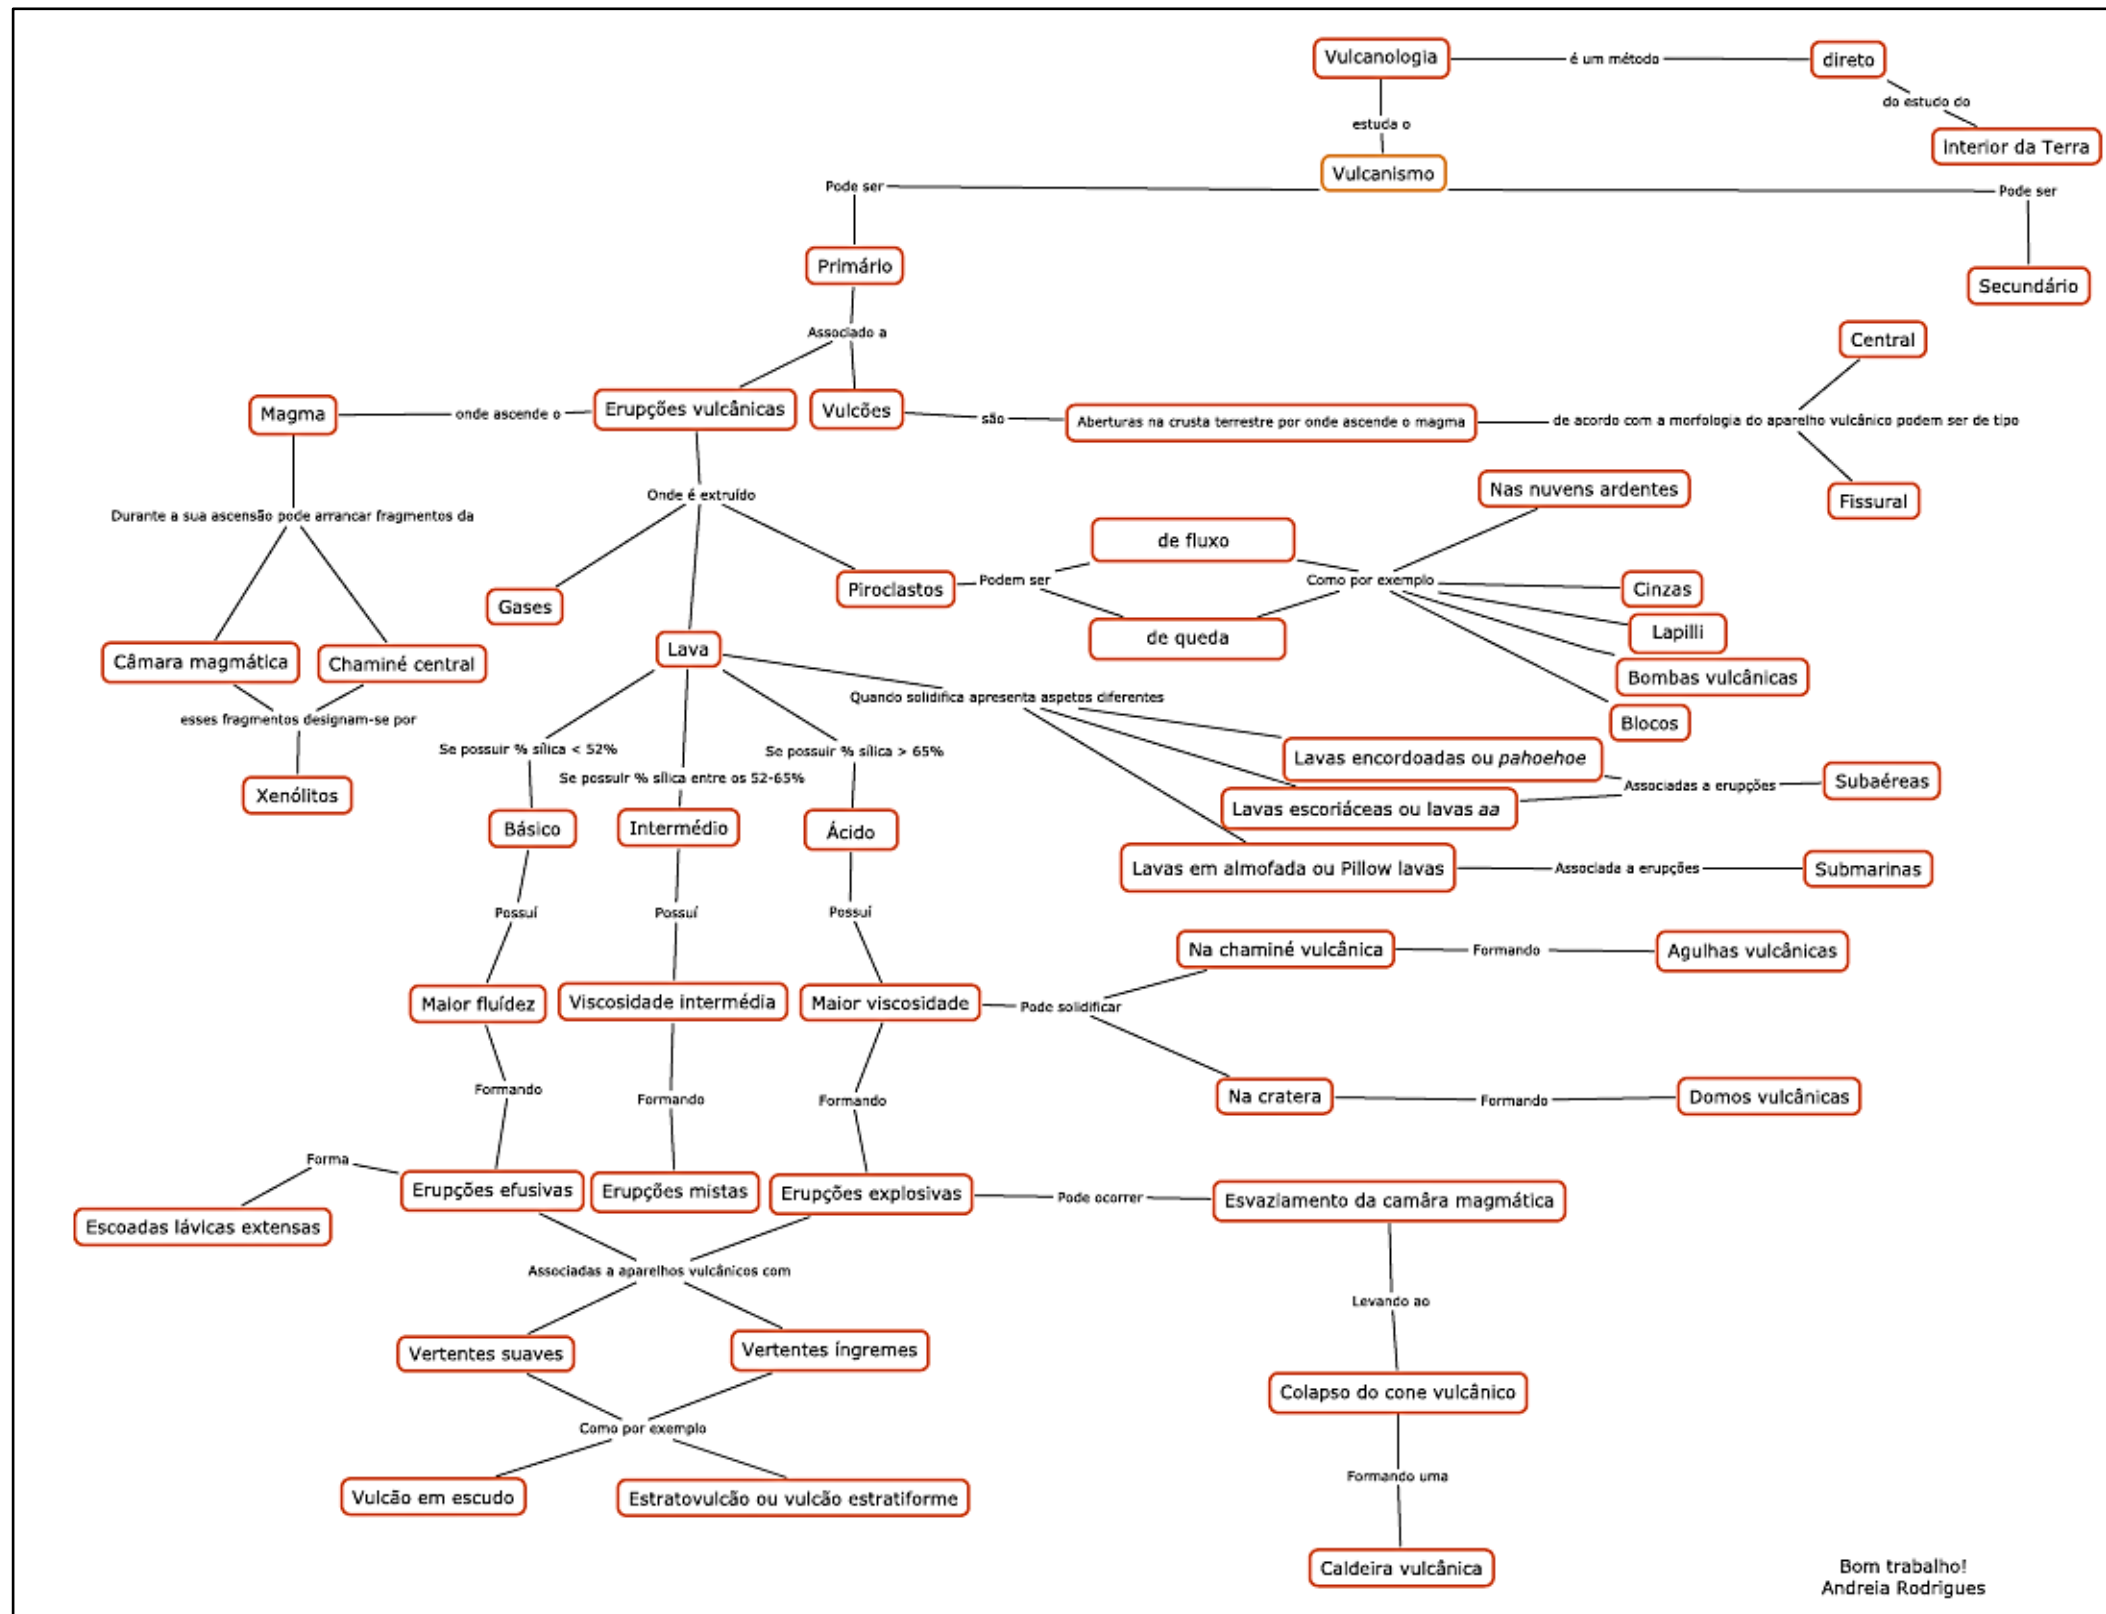 Vulcanologia
é um método
direto
do estudo do
Interior da Terra
estuda o
Vulcanismo
Pode ser
Pode ser
Primário
Secundário
Associado a
Central
Magma
onde ascende o
Erupções vulcânicas
Vulcões
são
Aberturas na crusta terrestre por onde ascende o magma
de acordo com a morfologia do aparelho vulcânico podem ser de tipo
Fissural
Durante a sua ascensão pode arrancar fragmentos da
Onde é extruído
Nas nuvens ardentes
de fluxo
Gases
Piroclastos
Podem ser
Como por exemplo
Cinzas
de queda
Lapilli
Câmara magmática
Chaminé central
Lava
Bombas vulcânicas
Quando solidifica apresenta aspetos diferentes
Blocos
esses fragmentos designam-se por
Se possuir % sílica < 52%
Se possuir % sílica entre os 52-65%
Se possuir % sílica > 65%
Lavas encordoadas ou pahoehoe
Xenólitos
Associadas a erupções
Subaéreas
Lavas escoriáceas ou lavas aa
Básico
Intermédio
Ácido
Lavas em almofada ou Pillow lavas
Associada a erupções
Submarinas
Possuí
Possuí
Possuí
Na chaminé vulcânica
Formando
Agulhas vulcânicas
Maior fluídez
Viscosidade intermédia
Maior viscosidade
Pode solidificar
Formando
Formando
Formando
Na cratera
Formando
Domos vulcânicas
Forma
Erupções efusivas
Erupções mistas
Erupções explosivas
Pode ocorrer
Esvaziamento da camâra magmática
Escoadas lávicas extensas
Associadas a aparelhos vulcânicos com
Levando ao
Vertentes suaves
Vertentes íngremes
Colapso do cone vulcânico
Como por exemplo
Formando uma
Vulcão em escudo
Estratovulcão ou vulcão estratiforme
Caldeira vulcânica
Bom trabalho!
Andreia Rodrigues